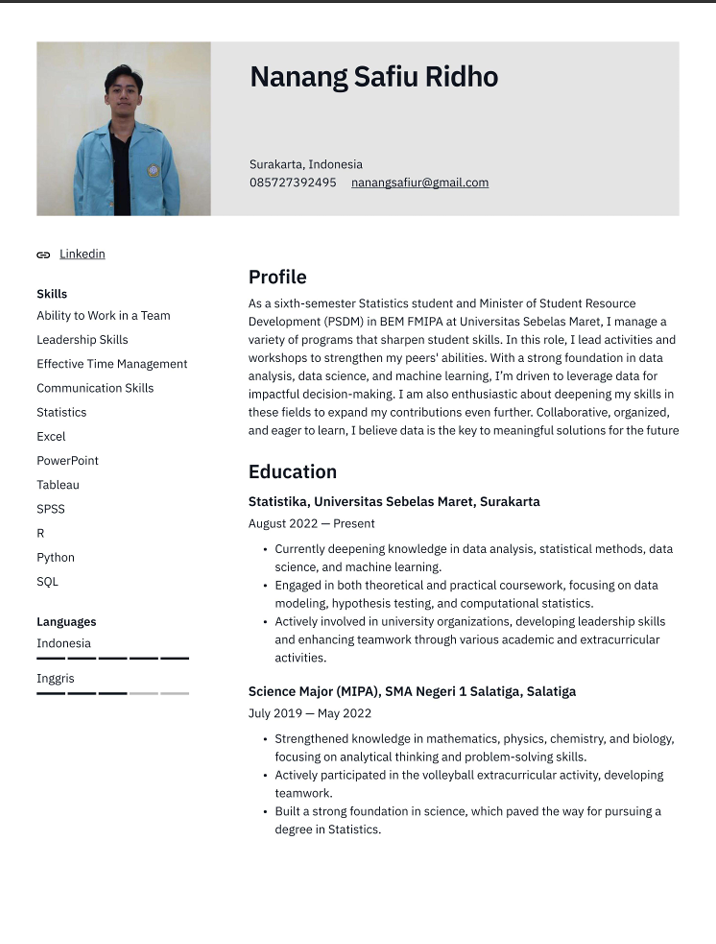 Nanang Safiu Ridho
Surakarta, Indonesia
085727392495 nanangsafiur@gmail.com
Linkedin
Skills
Ability to Work in a Team
Leadership Skills
Effective Time Management
Communication Skills
Statistics
Excel
PowerPoint
Tableau
SPSS
R
Python
SQL
Languages
Indonesia
Inggris
Profile
As a sixth-semester Statistics student and Minister of Student Resource
Development (PSDM) in BEM FMIPA at Universitas Sebelas Maret, I manage a
variety of programs that sharpen student skills. In this role, I lead activities and
workshops to strengthen my peers' abilities. With a strong foundation in data
analysis, data science, and machine learning, I'm driven to leverage data for
impactful decision-making. I am also enthusiastic about deepening my skills in
these fields to expand my contributions even further. Collaborative, organized,
and eager to learn, I believe data is the key to meaningful solutions for the future
Education
Statistika, Universitas Sebelas Maret, Surakarta
August 2022 — Present
• Currently deepening knowledge in data analysis, statistical methods, data
science, and machine learning.
• Engaged in both theoretical and practical coursework, focusing on data
modeling, hypothesis testing, and computational statistics.
• Actively involved in university organizations, developing leadership skills
and enhancing teamwork through various academic and extracurricular
activities.
Science Major (MIPA), SMA Negeri 1 Salatiga, Salatiga
July 2019 — May 2022
• Strengthened knowledge in mathematics, physics, chemistry, and biology,
focusing on analytical thinking and problem-solving skills.
• Actively participated in the volleyball extracurricular activity, developing
teamwork.
• Built a strong foundation in science, which paved the way for pursuing a
degree in Statistics.